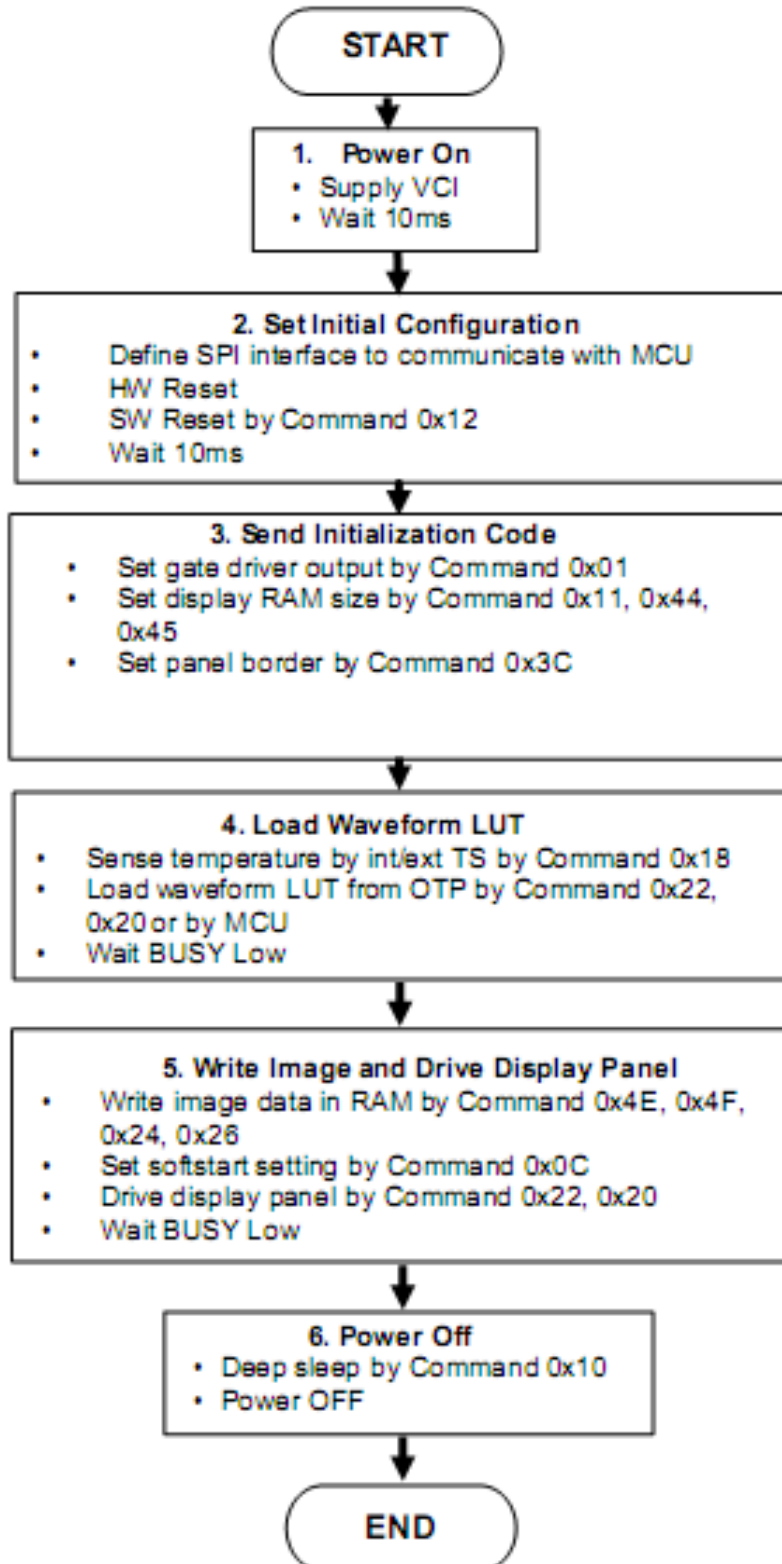 START
1. Power On
• Supply VCI
• Wait 10ms
2. Set Initial Configuration
• Define SPI interface to communicate with MCU
• HW Reset
• SW Reset by Command 0x12
• Wait 10ms
3. Send Initialization Code
• Set gate driver output by Command 0x01
• Set display RAM size by Command 0x11, 0x44,
0x45
• Set panel border by Command 0x3C
4. Load Waveform LUT
• Sense temperature by int/ext TS by Command 0x18
• Load waveform LUT from OTP by Command 0x22,
0x20 or by MCU
• Wait BUSY Low
5. Write Image and Drive Display Panel
• Write image data in RAM by Command 0x4E, 0x4F,
0x24, 0x26
• Set softstart setting by Command 0x0C
• Drive display panel by Command 0x22, 0x20
• Wait BUSY Low
6. Power Off
• Deep sleep by Command 0x10
• Power OFF
END